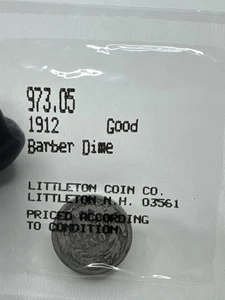 973.05
1912 Good
Barber Dime
LITTLETON COIN CO.
LITTLETON N.H. 03561
PRICED ACCORDING
TO CONDITION